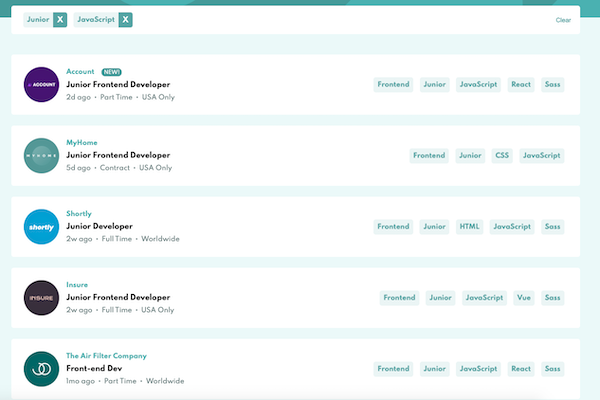 Junior X JavaScript X Clear
ACCOUNT
Account NEW!
Junior Frontend Developer
2d ago • Part Time • USA Only
Frontend Junior JavaScript React Sass
MYHOME
MyHome
Junior Frontend Developer
5d ago • Contract • USA Only
Frontend Junior CSS JavaScript
shortly
Shortly
Junior Developer
2w ago • Full Time • Worldwide
Frontend Junior HTML JavaScript Sass
INSURE
Insure
Junior Frontend Developer
2w ago • Full Time • USA Only
Frontend Junior JavaScript Vue Sass
The Air Filter Company
Front-end Dev
1mo ago • Part Time • Worldwide
Frontend Junior JavaScript React Sass